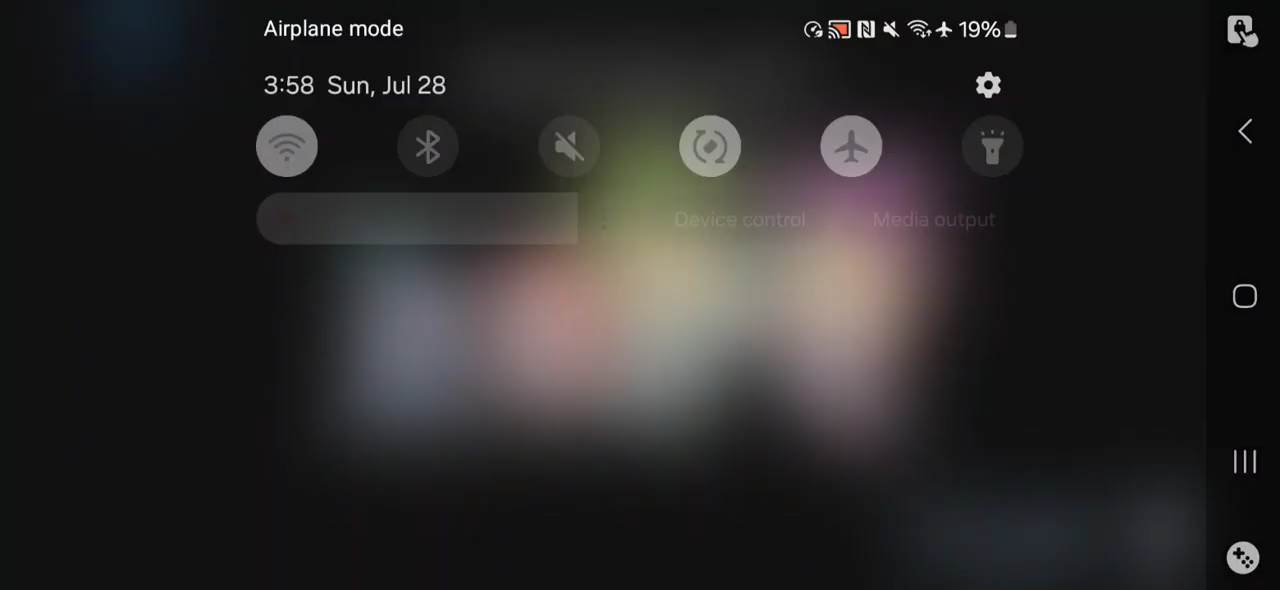 Airplane mode
19%
3:58 Sun, Jul 28
Device control
Media output